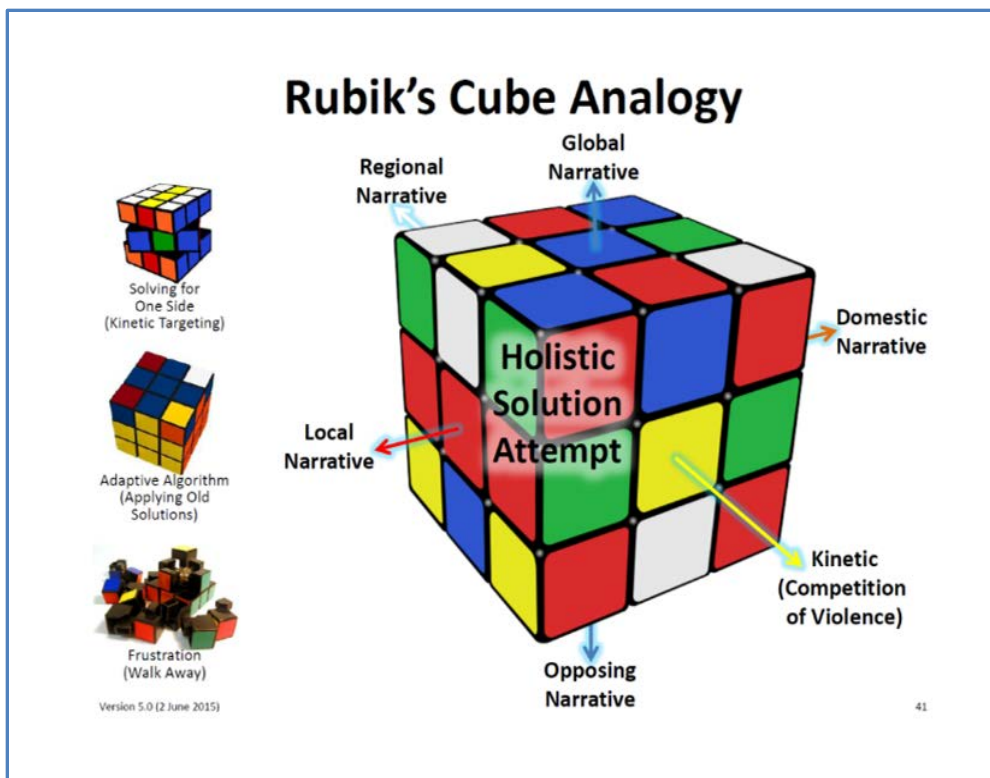 Rubik's Cube Analogy
Global
Narrative
Regional
Narrative
Solving for
One Side
(Kinetic Targeting)
Domestic
Narrative
Holistic
Solution
Attempt
Local
Narrative
Adaptive Algorithm
(Applying Old
Solutions)
Kinetic
(Competition
of Violence)
Frustration
(Walk Away)
Opposing
Narrative
Version 5.0 (2 June 2015)
41